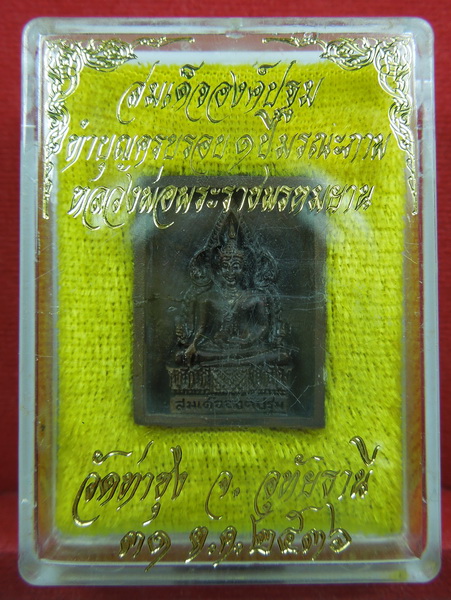 สมเด็จองค์ปฐม
ทำบุญครบรอบ ๑ ปี มรณะภาพ
หลวงพ่อพระราชพรหมยาน
สมเด็จองค์ปฐม
วัดท่าซุง จ. อุทัยธานี
๓๑ ต.ค. ๒๕๓๖